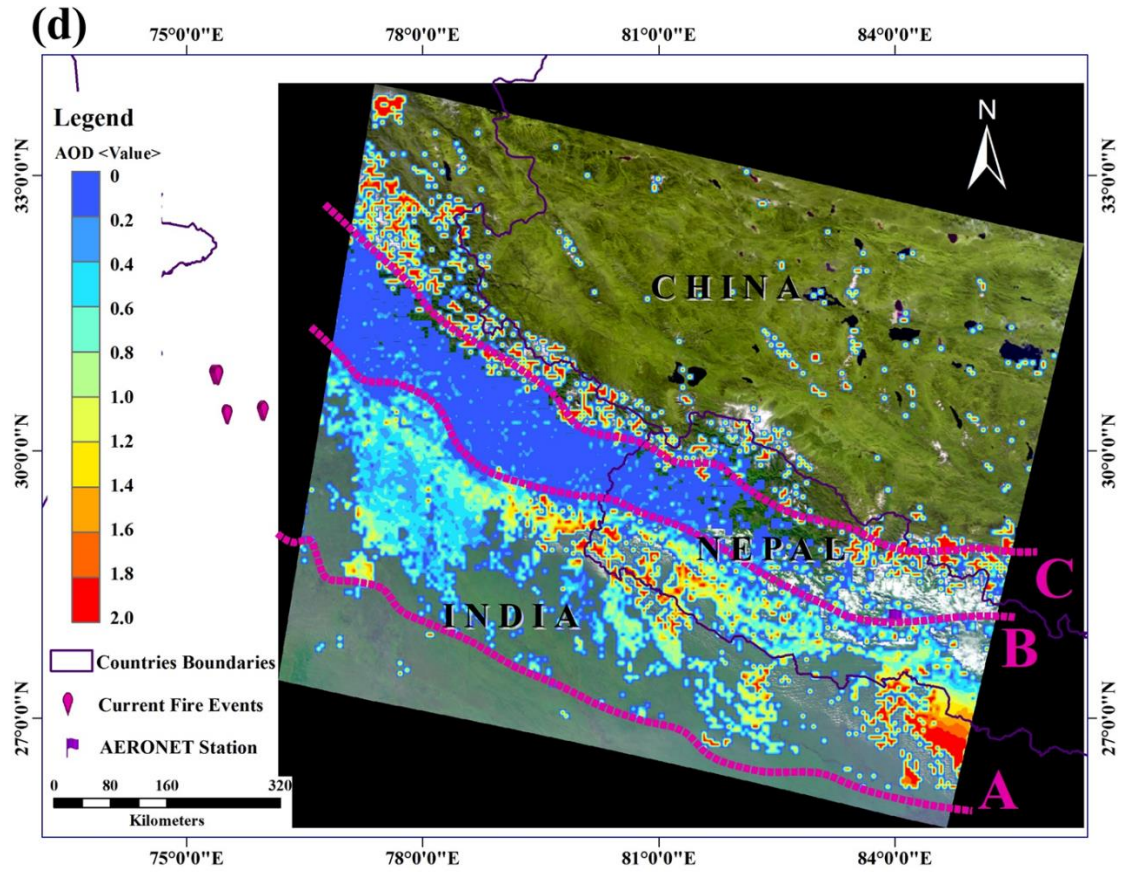 (d)
75°0'0"E 78°0'0"E 81°0'0"E 84°0'0"E
N
Legend
AOD <Value>
0
0.2
0.4
0.6
0.8
1.0
1.2
1.4
1.6
1.8
2.0
Countries Boundaries
Current Fire Events
AERONET Station
0 80 160 320
Kilometers
33°0'0"N
30°0'0"N
27°0'0"N
CHINA
NEPAL
INDIA
C
B
A
33°0'0"N
30°0'0"N
27°0'0"N
75°0'0"E 78°0'0"E 81°0'0"E 84°0'0"E